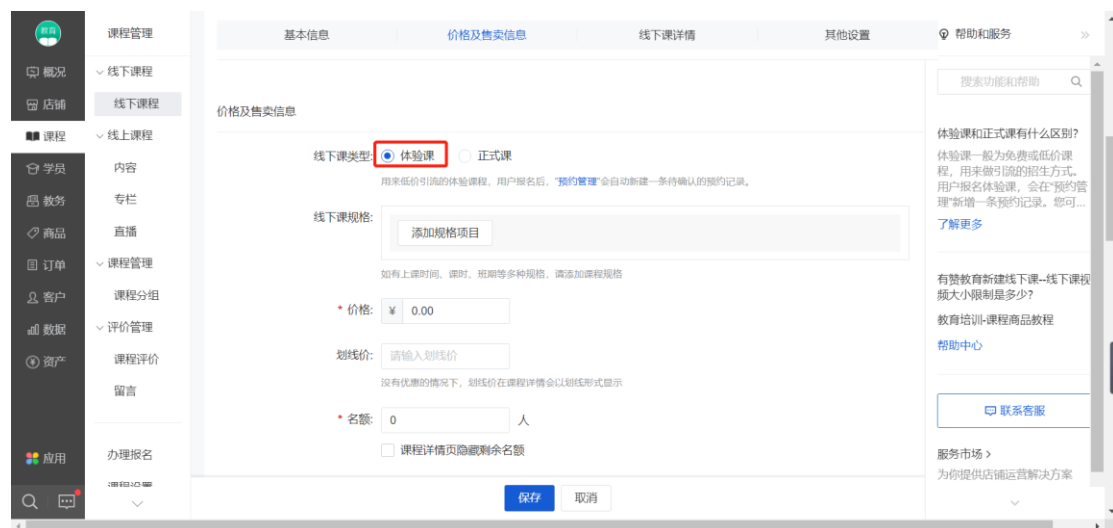 教育
概况
店铺
课程
学员
教务
商品
订单
客户
数据
资产
应用
课程管理
线下课程
线下课程
线上课程
内容
专栏
直播
课程管理
课程分组
评价管理
课程评价
留言
办理报名
课程设置
基本信息
价格及售卖信息
线下课详情
其他设置
价格及售卖信息
线下课类型: 体验课 正式课
用来低价引流的体验课程，用户报名后，“预约管理”会自动新建一条待确认的预约记录。
线下课规格: 添加规格项目
如有上课时间、课时、班期等多种规格，请添加课程规格
* 价格: ¥ 0.00
划线价: 请输入划线价
没有优惠的情况下，划线价在课程详情会以划线形式显示
* 名额: 0 人
课程详情页隐藏剩余名额
保存 取消
帮助和服务 »
搜索功能和帮助
体验课和正式课有什么区别?
体验课一般为免费或低价课
程，用来做引流的招生方式。
用户报名体验课，会在“预约管
理”新增一条预约记录。您可...
了解更多
有赞教育新建线下课--线下课视
频大小限制是多少?
教育培训-课程商品教程
帮助中心
联系客服
服务市场 >
为你提供店铺运营解决方案